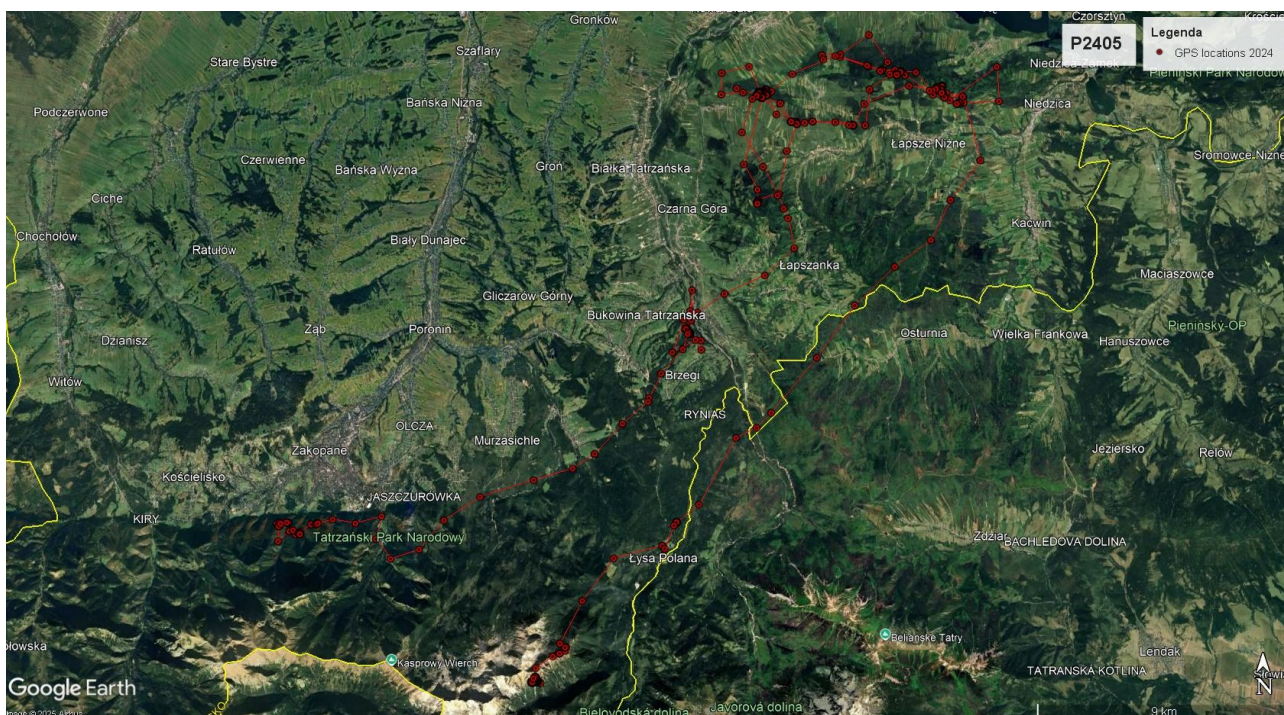 Gronków
Czorsztyn
P2405
Legenda
GPS locations 2024
Szaflary
Stare Bystre
Niedzica-Zamek
Pieniński Park Narodow
Bańska Niżna
Niedzica
Podczerwone
Łapsze Niżne
Sromowce-Niżne
Czerwienne
Bańska Wyżna
Groń
Białka-Tatrzańska
Ciche
Czarna Góra
Kacwin
Chochołów
Ratułów
Biały Dunajec
Łapszanka
Maciaszowce
Gliczarów Górny
Bukowina Tatrzańska
Pieninský-OP
Ząb
Poronin
Osturnia
Wielka Frankowa
Hanuszowce
Dzianisz
Brzegi
Witów
RYNIAS
OLCZA
Murzasichle
Zakopane
Jeziersko
Reľów
Kościelisko
JASZCZURÓWKA
KIRY
Tatrzański Park Narodowy
Zdziar
BACHLEDOVA DOLINA
Łysa Polana
Belianske Tatry
Lendak
Kasprowy Wierch
TATRANSKÁ KOTLINA
Google Earth
N
Bielovodská dolina
Javorová dolina
9 km